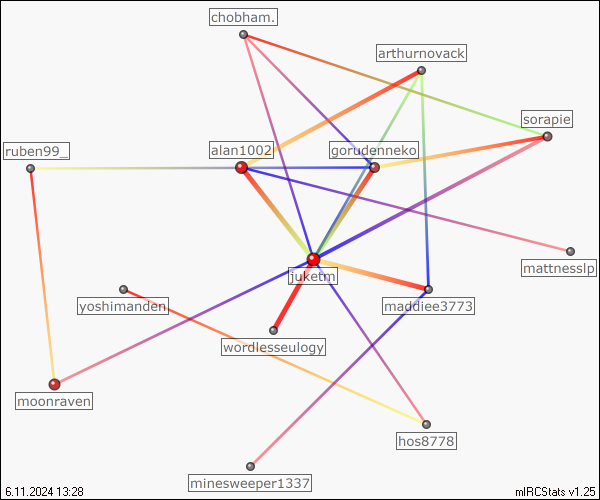 chobham.
arthurnovack
sorapie
ruben99_
alan1002
gorudenneko
mattnesslp
juketm
yoshimanden
maddiee3773
wordlesseulogy
moonraven
hos8778
minesweeper1337
6.11.2024 13:28
mIRCStats v1.25